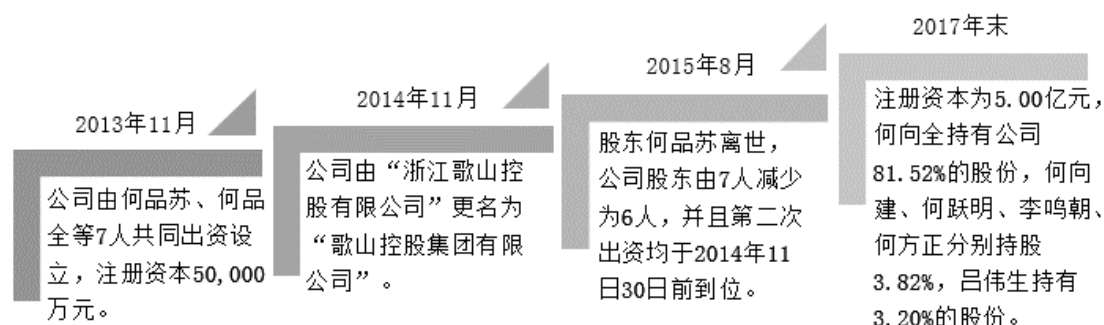 2013年11月
公司由何品苏、何品
全等7人共同出资设
立，注册资本50,000
万元。
2014年11月
公司由“浙江歌山控
股有限公司”更名为
“歌山控股集团有限
公司”。
2015年8月
股东何品苏离世，
公司股东由7人减少
为6人，并且第二次
出资均于2014年11
日30日前到位。
2017年末
注册资本为5.00亿元，
何向全持有公司
81.52%的股份，何向
建、何跃明、李鸣朝、
何方正分别持股
3.82%，吕伟生持有
3.20%的股份。